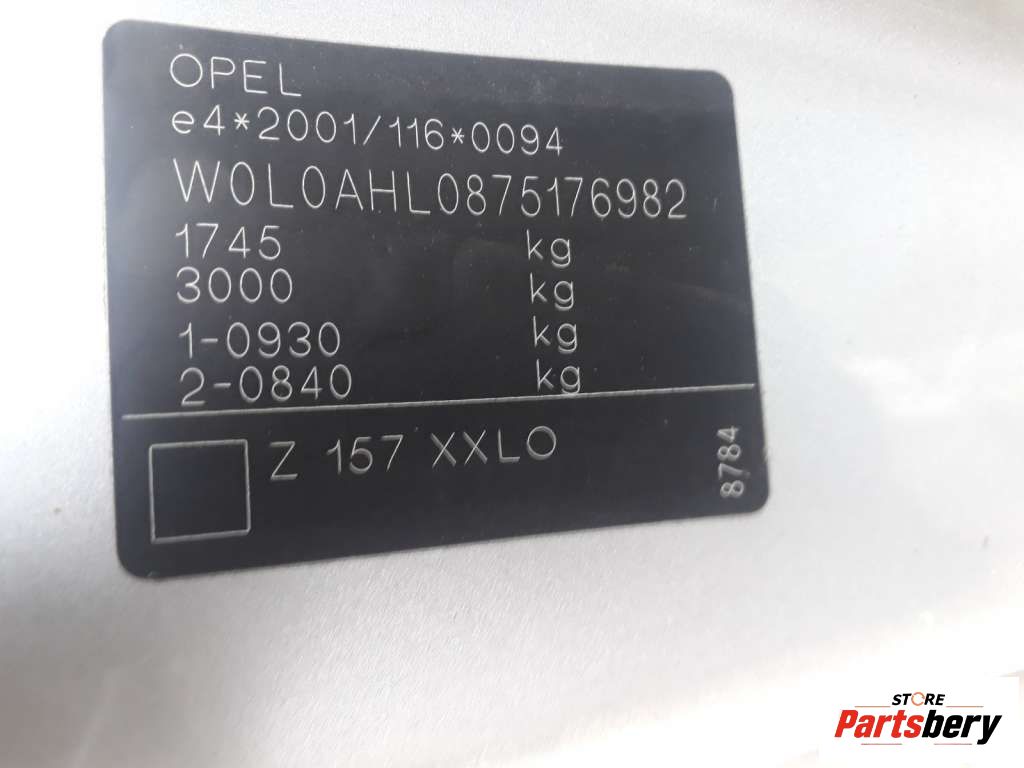 OPEL
e4*2001/116*0094
W0L0AHL0875176982
1745 kg
3000 kg
1-0930 kg
2-0840 kg
Z 157 XXLO
8784
STORE
Partsbery